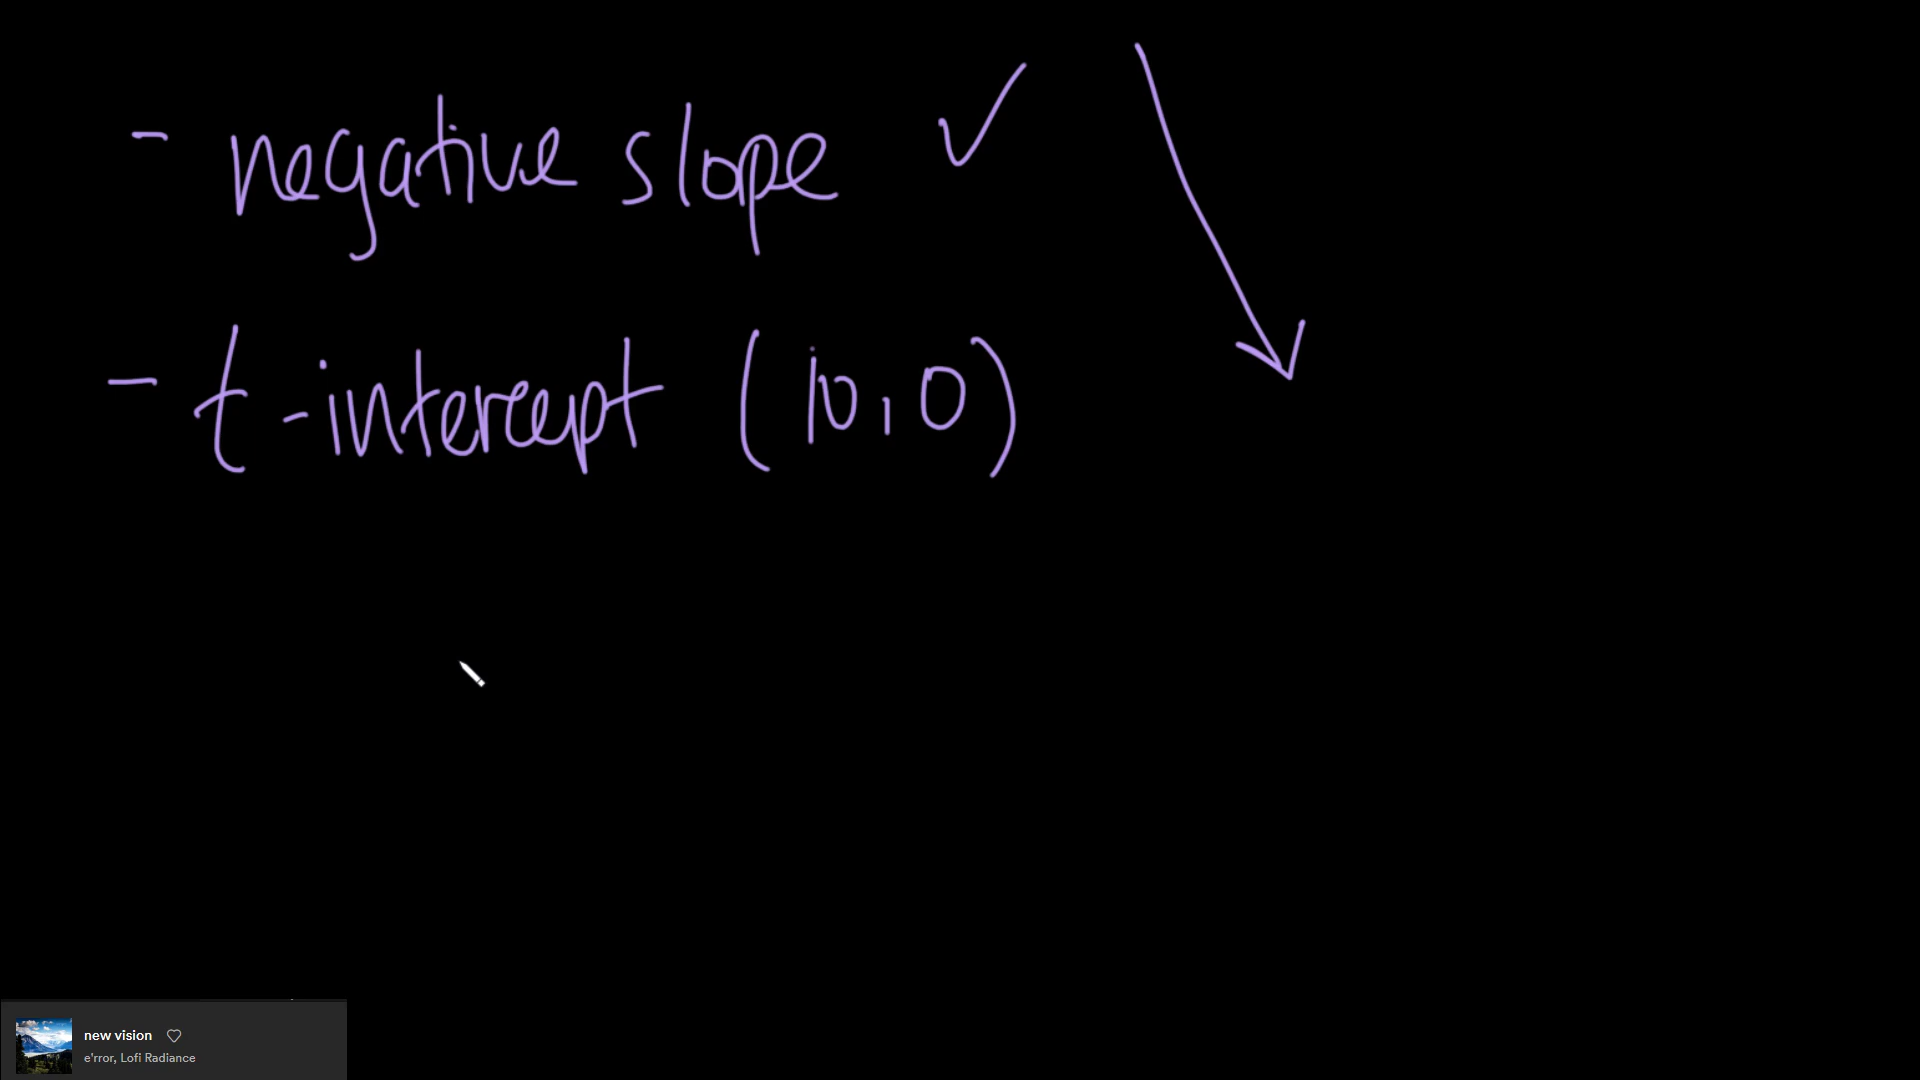 - negative slope ✓
- t-intercept (10,0)
new vision
e'rror, Lofi Radiance